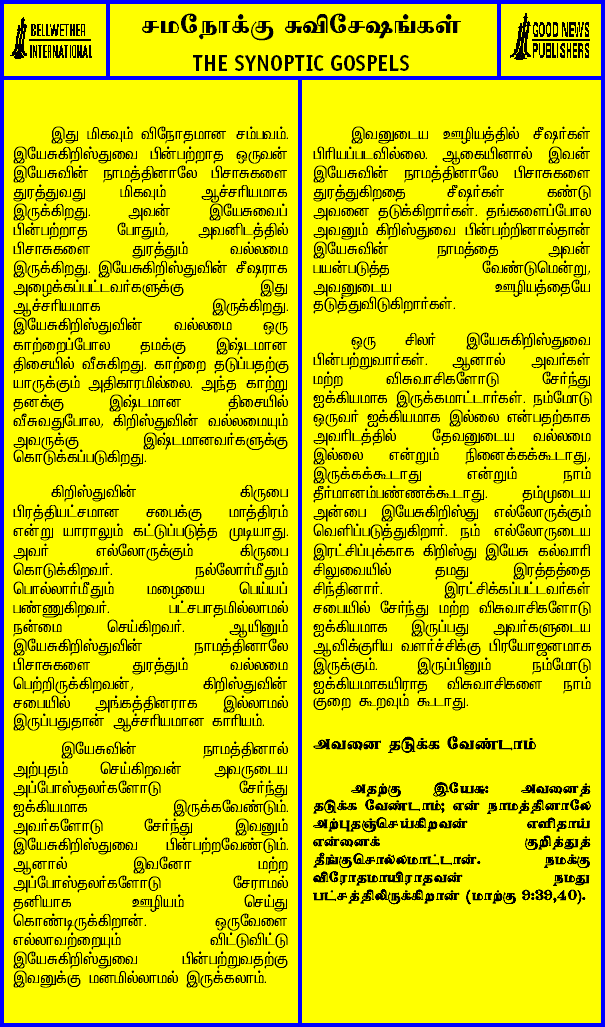 BELLWETHER
INTERNATIONAL
சமநோக்கு சுவிசேஷங்கள்
THE SYNOPTIC GOSPELS
GOOD NEWS
PUBLISHERS
இது மிகவும் விநோதமான சம்பவம்.
இயேசுகிறிஸ்துவை பின்பற்றாத ஒருவன்
இயேசுவின் நாமத்தினாலே பிசாசுகளை
துரத்துவது மிகவும் ஆச்சரியமாக
இருக்கிறது. அவன் இயேசுவைப்
பின்பற்றாத போதும், அவனிடத்தில்
பிசாசுகளை துரத்தும் வல்லமை
இருக்கிறது. இயேசுகிறிஸ்துவின் சீஷராக
அழைக்கப்பட்டவர்களுக்கு இது
ஆச்சரியமாக இருக்கிறது.
இயேசுகிறிஸ்துவின் வல்லமை ஒரு
காற்றைப்போல தமக்கு இஷ்டமான
திசையில் வீசுகிறது. காற்றை தடுப்பதற்கு
யாருக்கும் அதிகாரமில்லை. அந்த காற்று
தனக்கு இஷ்டமான திசையில்
வீசுவதுபோல, கிறிஸ்துவின் வல்லமையும்
அவருக்கு இஷ்டமானவர்களுக்கு
கொடுக்கப்படுகிறது.
கிறிஸ்துவின் கிருபை
பிரத்தியட்சமான சபைக்கு மாத்திரம்
என்று யாராலும் கட்டுப்படுத்த முடியாது.
அவர் எல்லோருக்கும் கிருபை
கொடுக்கிறவர். நல்லோர்மீதும்
பொல்லார்மீதும் மழையை பெய்யப்
பண்ணுகிறவர். பட்சபாதமில்லாமல்
நன்மை செய்கிறவர். ஆயினும்
இயேசுகிறிஸ்துவின் நாமத்தினாலே
பிசாசுகளை துரத்தும் வல்லமை
பெற்றிருக்கிறவன், கிறிஸ்துவின்
சபையில் அங்கத்தினராக இல்லாமல்
இருப்பதுதான் ஆச்சரியமான காரியம்.
இயேசுவின் நாமத்தினால்
அற்புதம் செய்கிறவன் அவருடைய
அப்போஸ்தலர்களோடு சேர்ந்து
ஐக்கியமாக இருக்கவேண்டும்.
அவர்களோடு சேர்ந்து இவனும்
இயேசுகிறிஸ்துவை பின்பற்றவேண்டும்.
ஆனால் இவனோ மற்ற
அப்போஸ்தலர்களோடு சேராமல்
தனியாக ஊழியம் செய்து
கொண்டிருக்கிறான். ஒருவேளை
எல்லாவற்றையும் விட்டுவிட்டு
இயேசுகிறிஸ்துவை பின்பற்றுவதற்கு
இவனுக்கு மனமில்லாமல் இருக்கலாம்.
இவனுடைய ஊழியத்தில் சீஷர்கள்
பிரியப்படவில்லை. ஆகையினால் இவன்
இயேசுவின் நாமத்தினாலே பிசாசுகளை
துரத்துகிறதை சீஷர்கள் கண்டு
அவனை தடுக்கிறார்கள். தங்களைப்போல
அவனும் கிறிஸ்துவை பின்பற்றினால்தான்
இயேசுவின் நாமத்தை அவன்
பயன்படுத்த வேண்டுமென்று,
அவனுடைய ஊழியத்தையே
தடுத்துவிடுகிறார்கள்.
ஒரு சிலர் இயேசுகிறிஸ்துவை
பின்பற்றுவார்கள். ஆனால் அவர்கள்
மற்ற விசுவாசிகளோடு சேர்ந்து
ஐக்கியமாக இருக்கமாட்டார்கள். நம்மோடு
ஒருவர் ஐக்கியமாக இல்லை என்பதற்காக
அவரிடத்தில் தேவனுடைய வல்லமை
இல்லை என்றும் நினைக்கக்கூடாது,
இருக்கக்கூடாது என்றும் நாம்
தீர்மானம்பண்ணக்கூடாது. தம்முடைய
அன்பை இயேசுகிறிஸ்து எல்லோருக்கும்
வெளிப்படுத்துகிறார். நம் எல்லோருடைய
இரட்சிப்புக்காக கிறிஸ்து இயேசு கல்வாரி
சிலுவையில் தமது இரத்தத்தை
சிந்தினார். இரட்சிக்கப்பட்டவர்கள்
சபையில் சேர்ந்து மற்ற விசுவாசிகளோடு
ஐக்கியமாக இருப்பது அவர்களுடைய
ஆவிக்குரிய வளர்ச்சிக்கு பிரயோஜனமாக
இருக்கும். இருப்பினும் நம்மோடு
ஐக்கியமாகயிராத விசுவாசிகளை நாம்
குறை கூறவும் கூடாது.
அவனை தடுக்க வேண்டாம்
அதற்கு இயேசு: அவனைத்
தடுக்க வேண்டாம்; என் நாமத்தினாலே
அற்புதஞ்செய்கிறவன் எளிதாய்
என்னைக் குறித்துத்
தீங்குசொல்லமாட்டான். நமக்கு
விரோதமாயிராதவன் நமது
பட்சத்திலிருக்கிறான் (மாற்கு 9:39,40).